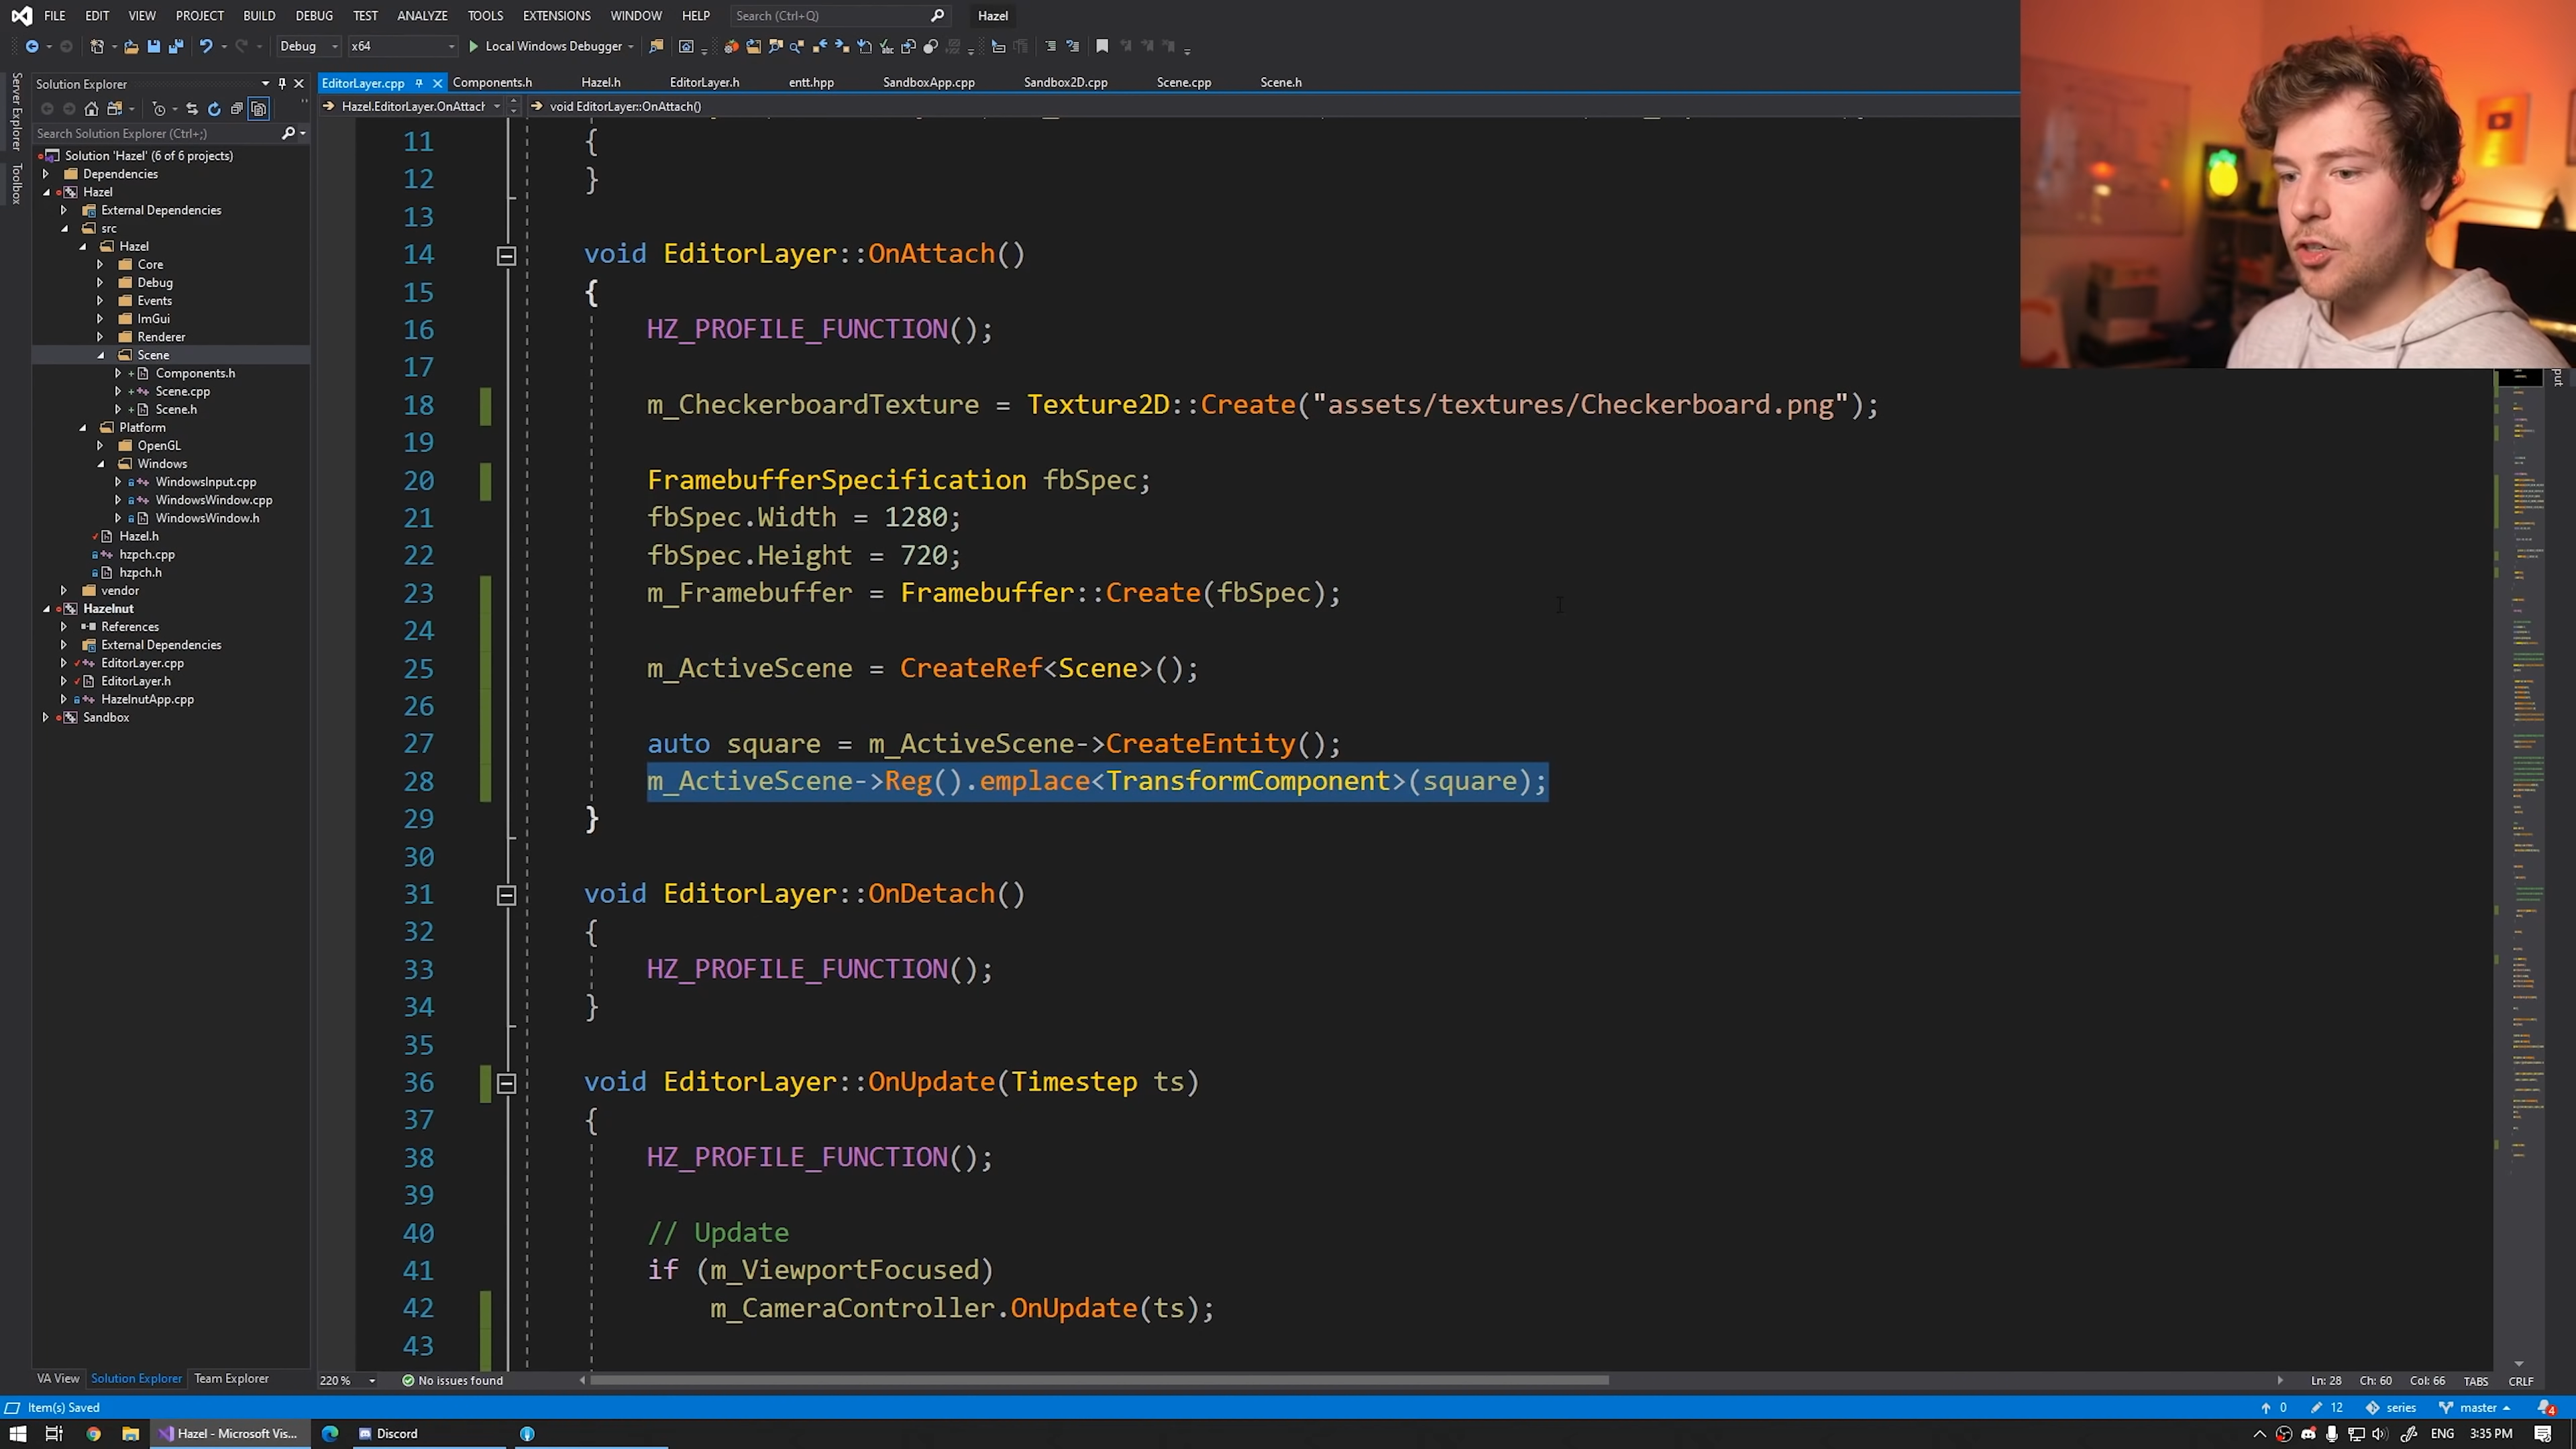 FILE EDIT VIEW PROJECT BUILD DEBUG TEST ANALYZE TOOLS EXTENSIONS WINDOW HELP Search (Ctrl+Q) Hazel
Debug x64 Local Windows Debugger
Server Explorer
Toolbox
Solution Explorer
Search Solution Explorer (Ctrl+;)
Solution 'Hazel' (6 of 6 projects)
Dependencies
Hazel
External Dependencies
src
Hazel
Core
Debug
Events
ImGui
Renderer
Scene
Components.h
Scene.cpp
Scene.h
Platform
OpenGL
Windows
WindowsInput.cpp
WindowsWindow.cpp
WindowsWindow.h
Hazel.h
hzpch.cpp
hzpch.h
vendor
Hazelnut
References
External Dependencies
EditorLayer.cpp
EditorLayer.h
HazelnutApp.cpp
Sandbox
VA View Solution Explorer Team Explorer
EditorLayer.cpp Components.h Hazel.h EditorLayer.h entt.hpp SandboxApp.cpp Sandbox2D.cpp Scene.cpp Scene.h
Hazel.EditorLayer.OnAttach void EditorLayer::OnAttach()
11 {
12 }
13
14 void EditorLayer::OnAttach()
15 {
16 HZ_PROFILE_FUNCTION();
17
18 m_CheckerboardTexture = Texture2D::Create("assets/textures/Checkerboard.png");
19
20 FramebufferSpecification fbSpec;
21 fbSpec.Width = 1280;
22 fbSpec.Height = 720;
23 m_Framebuffer = Framebuffer::Create(fbSpec);
24
25 m_ActiveScene = CreateRef<Scene>();
26
27 auto square = m_ActiveScene->CreateEntity();
28 m_ActiveScene->Reg().emplace<TransformComponent>(square);
29 }
30
31 void EditorLayer::OnDetach()
32 {
33 HZ_PROFILE_FUNCTION();
34 }
35
36 void EditorLayer::OnUpdate(Timestep ts)
37 {
38 HZ_PROFILE_FUNCTION();
39
40 // Update
41 if (m_ViewportFocused)
42 m_CameraController.OnUpdate(ts);
43
220 % No issues found Ln: 28 Ch: 60 Col: 66 TABS CRLF
Item(s) Saved 0 12 series master 4
Hazel - Microsoft Vis... Discord ENG 3:35 PM